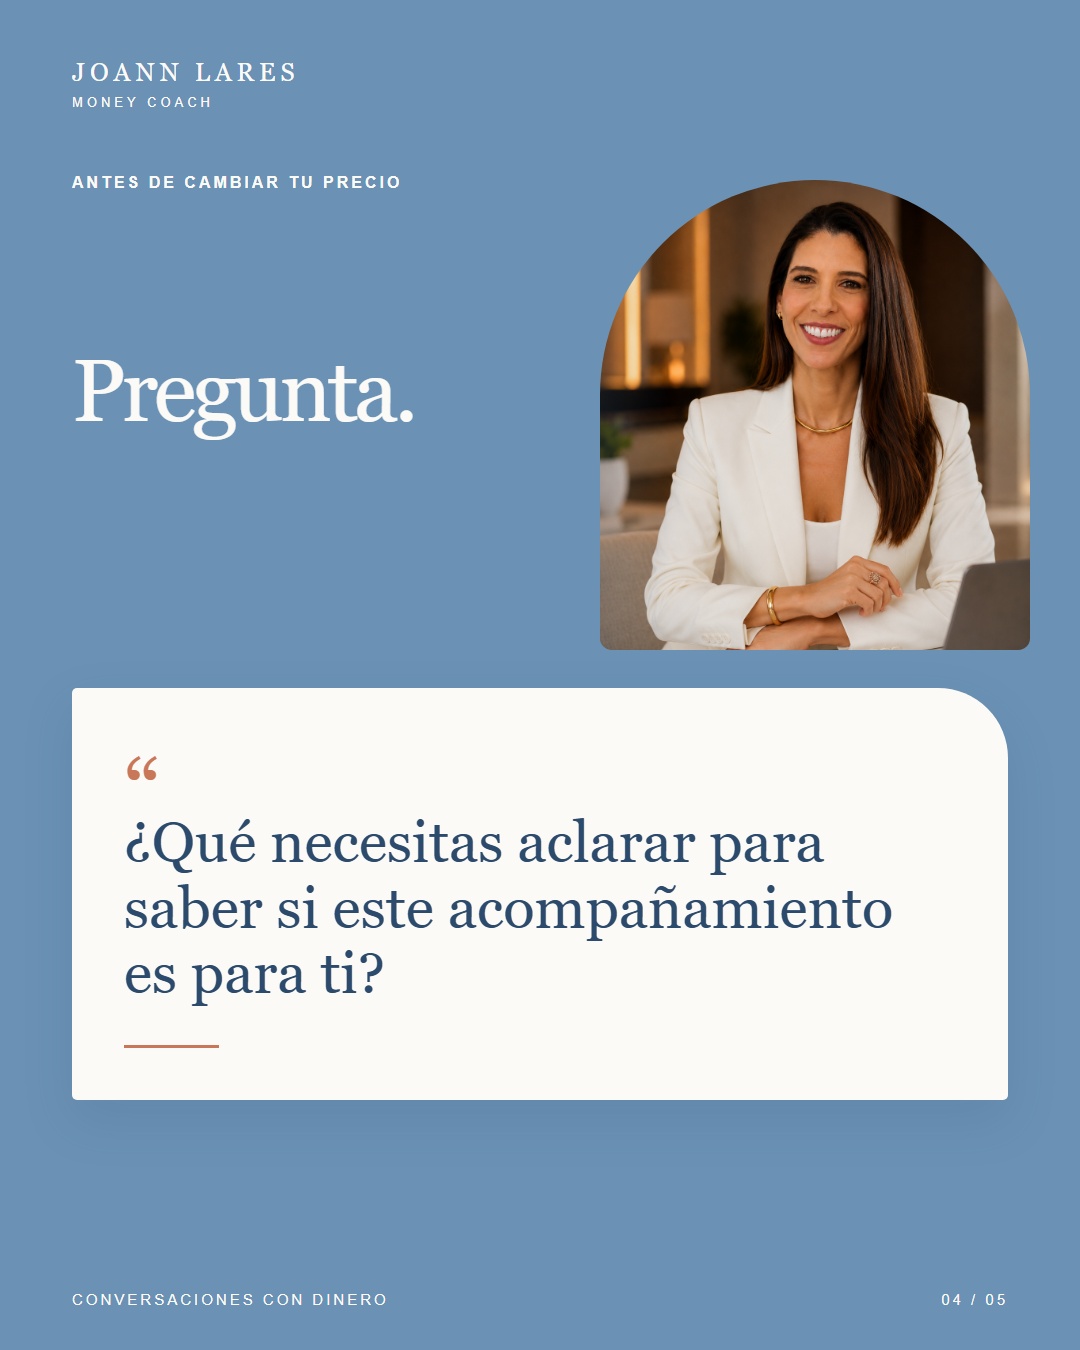 JOANN LARES
MONEY COACH
ANTES DE CAMBIAR TU PRECIO
Pregunta.
“
¿Qué necesitas aclarar para
saber si este acompañamiento
es para ti?
CONVERSACIONES CON DINERO
04 / 05